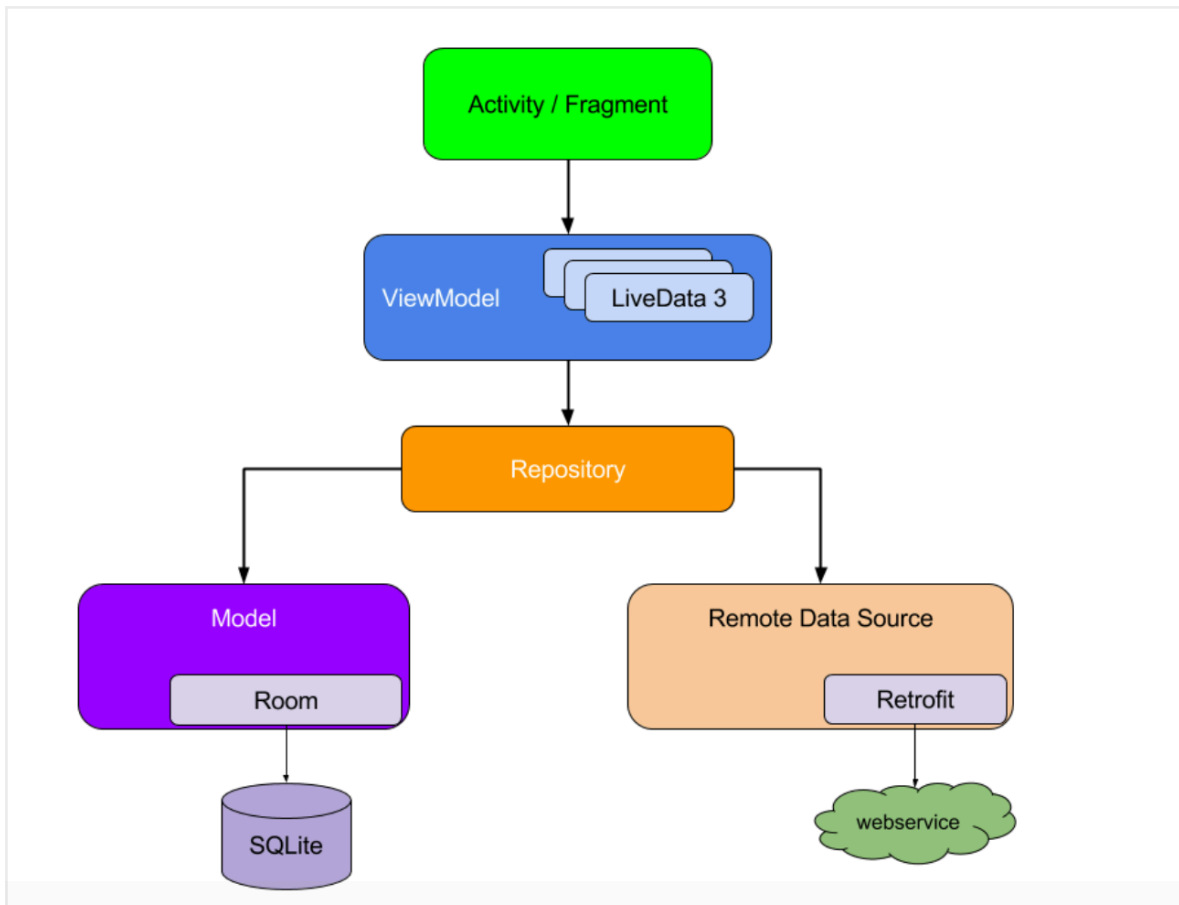 Activity / Fragment
ViewModel
LiveData 3
Repository
Model
Room
SQLite
Remote Data Source
Retrofit
webservice